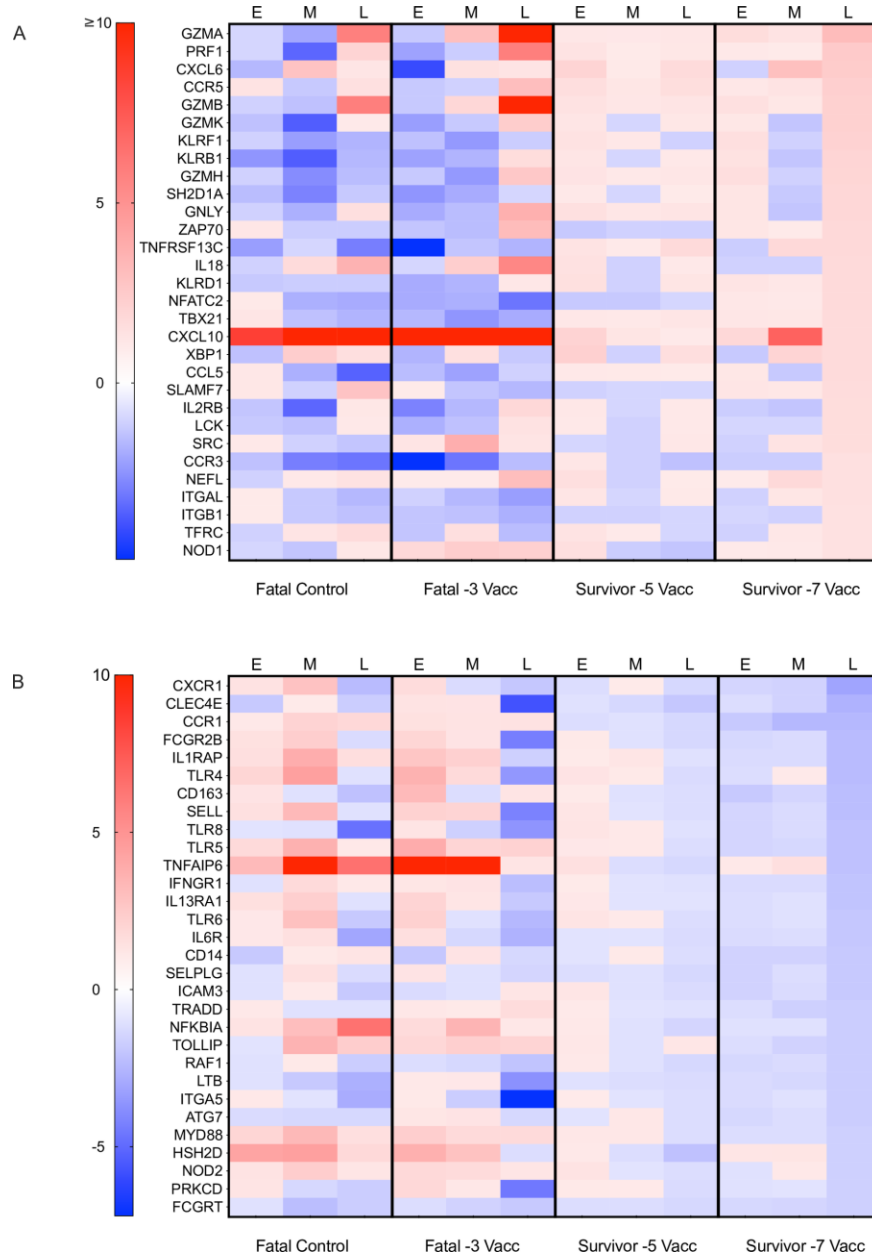 A
E M L E M L E M L E M L
≥10
5
0
GZMA
PRF1
CXCL6
CCR5
GZMB
GZMK
KLRF1
KLRB1
GZMH
SH2D1A
GNLY
ZAP70
TNFRSF13C
IL18
KLRD1
NFATC2
TBX21
CXCL10
XBP1
CCL5
SLAMF7
IL2RB
LCK
SRC
CCR3
NEFL
ITGAL
ITGB1
TFRC
NOD1
Fatal Control Fatal -3 Vacc Survivor -5 Vacc Survivor -7 Vacc
B
E M L E M L E M L E M L
10
5
0
-5
CXCR1
CLEC4E
CCR1
FCGR2B
IL1RAP
TLR4
CD163
SELL
TLR8
TLR5
TNFAIP6
IFNGR1
IL13RA1
TLR6
IL6R
CD14
SELPLG
ICAM3
TRADD
NFKBIA
TOLLIP
RAF1
LTB
ITGA5
ATG7
MYD88
HSH2D
NOD2
PRKCD
FCGRT
Fatal Control Fatal -3 Vacc Survivor -5 Vacc Survivor -7 Vacc